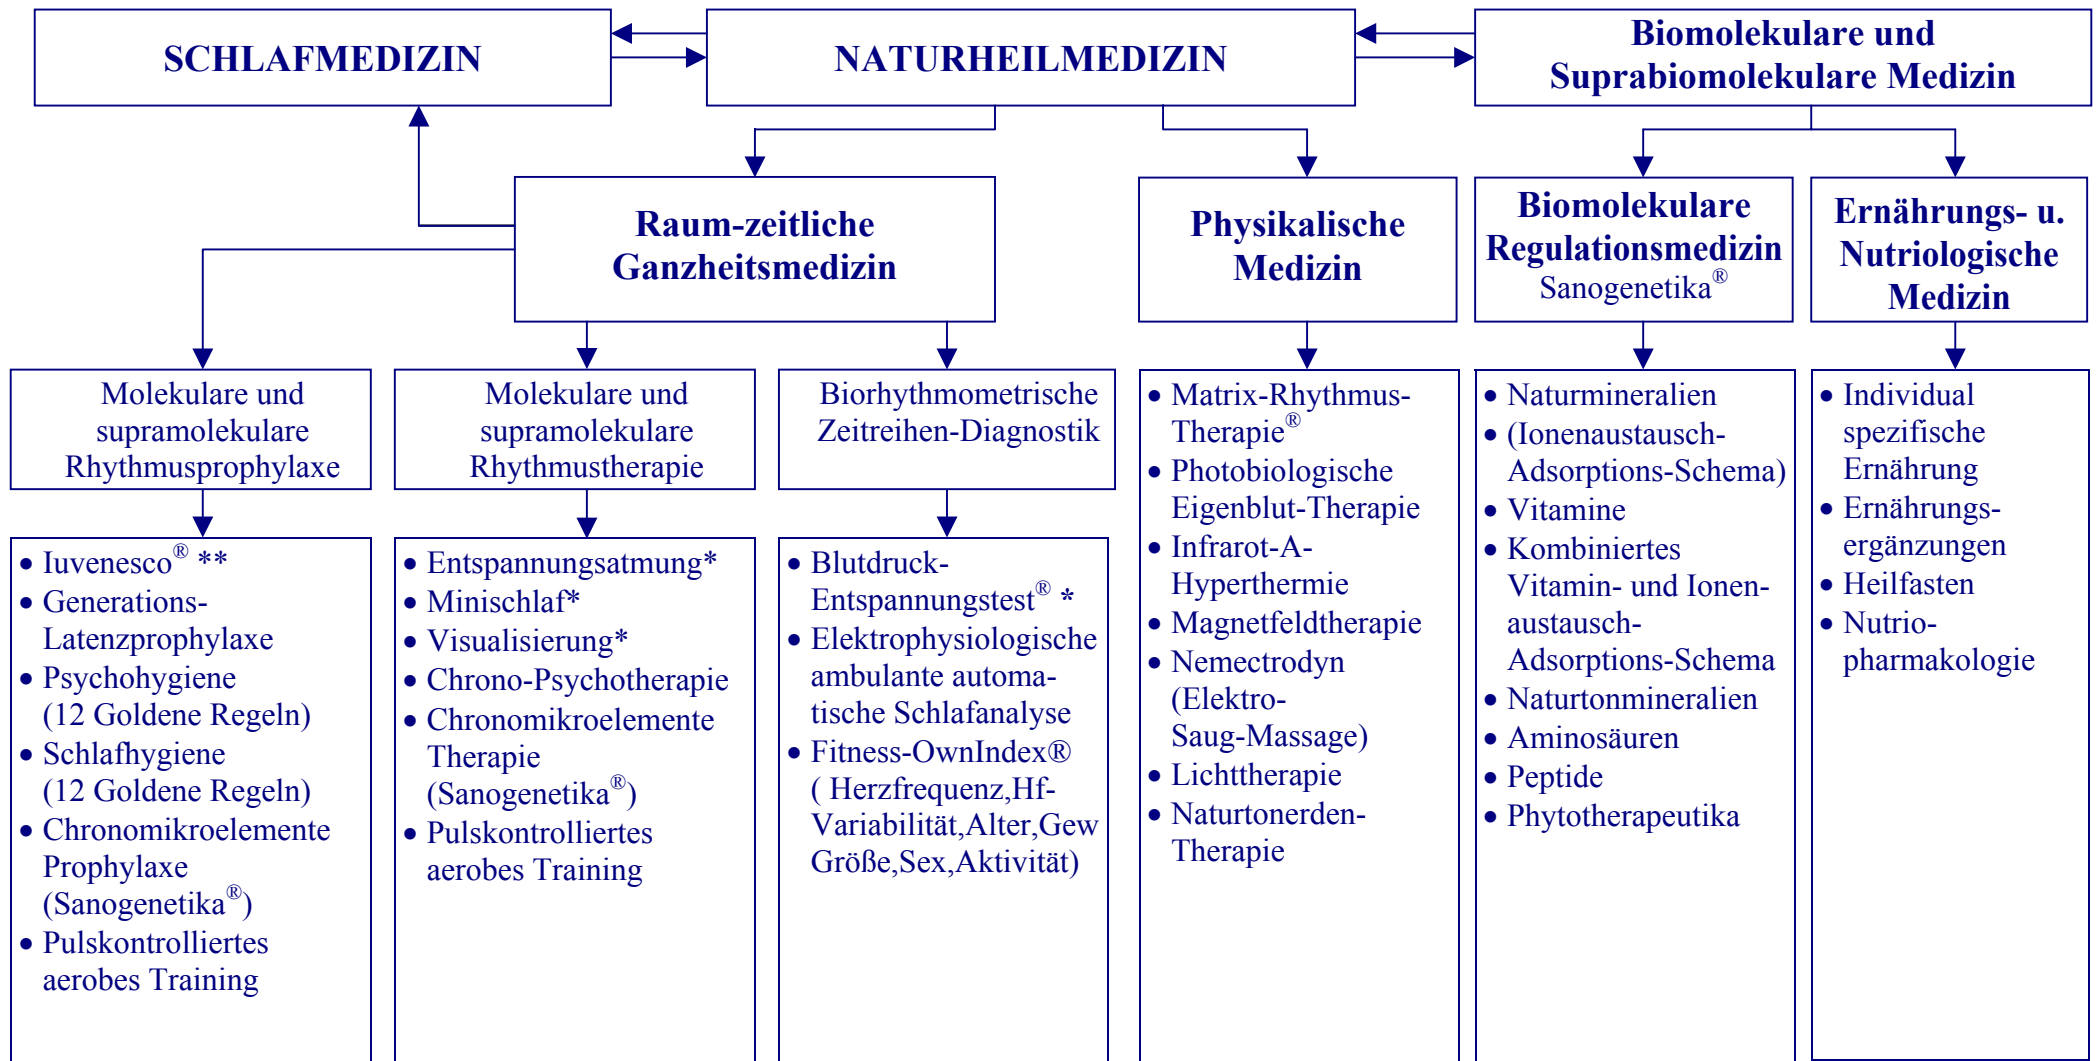 SCHLAFMEDIZIN
NATURHEILMEDIZIN
Biomolekulare und
Suprabiomolekulare Medizin
Raum-zeitliche
Ganzheitsmedizin
Physikalische
Medizin
Biomolekulare
Regulationsmedizin
Sanogenetika®
Ernährungs- u.
Nutriologische
Medizin
Molekulare und
supramolekulare
Rhythmusprophylaxe
Molekulare und
supramolekulare
Rhythmustherapie
Biorhythmometrische
Zeitreihen-Diagnostik
• Iuvenesco® **
• Generations-
Latenzprophylaxe
• Psychohygiene
(12 Goldene Regeln)
• Schlafhygiene
(12 Goldene Regeln)
• Chronomikroelemente
Prophylaxe
(Sanogenetika®)
• Pulskontrolliertes
aerobes Training
• Entspannungsatmung*
• Minischlaf*
• Visualisierung*
• Chrono-Psychotherapie
• Chronomikroelemente
Therapie
(Sanogenetika®)
• Pulskontrolliertes
aerobes Training
• Blutdruck-
Entspannungstest® *
• Elektrophysiologische
ambulante automa-
tische Schlafanalyse
• Fitness-OwnIndex®
( Herzfrequenz,Hf-
Variabilität,Alter,Gew
Größe,Sex,Aktivität)
• Matrix-Rhythmus-
Therapie®
• Photobiologische
Eigenblut-Therapie
• Infrarot-A-
Hyperthermie
• Magnetfeldtherapie
• Nemectrodyn
(Elektro-
Saug-Massage)
• Lichttherapie
• Naturtonerden-
Therapie
• Naturmineralien
• (Ionenaustausch-
Adsorptions-Schema)
• Vitamine
• Kombiniertes
Vitamin- und Ionen-
austausch-
Adsorptions-Schema
• Naturtonmineralien
• Aminosäuren
• Peptide
• Phytotherapeutika
• Individual
spezifische
Ernährung
• Ernährungs-
ergänzungen
• Heilfasten
• Nutrio-
pharmakologie